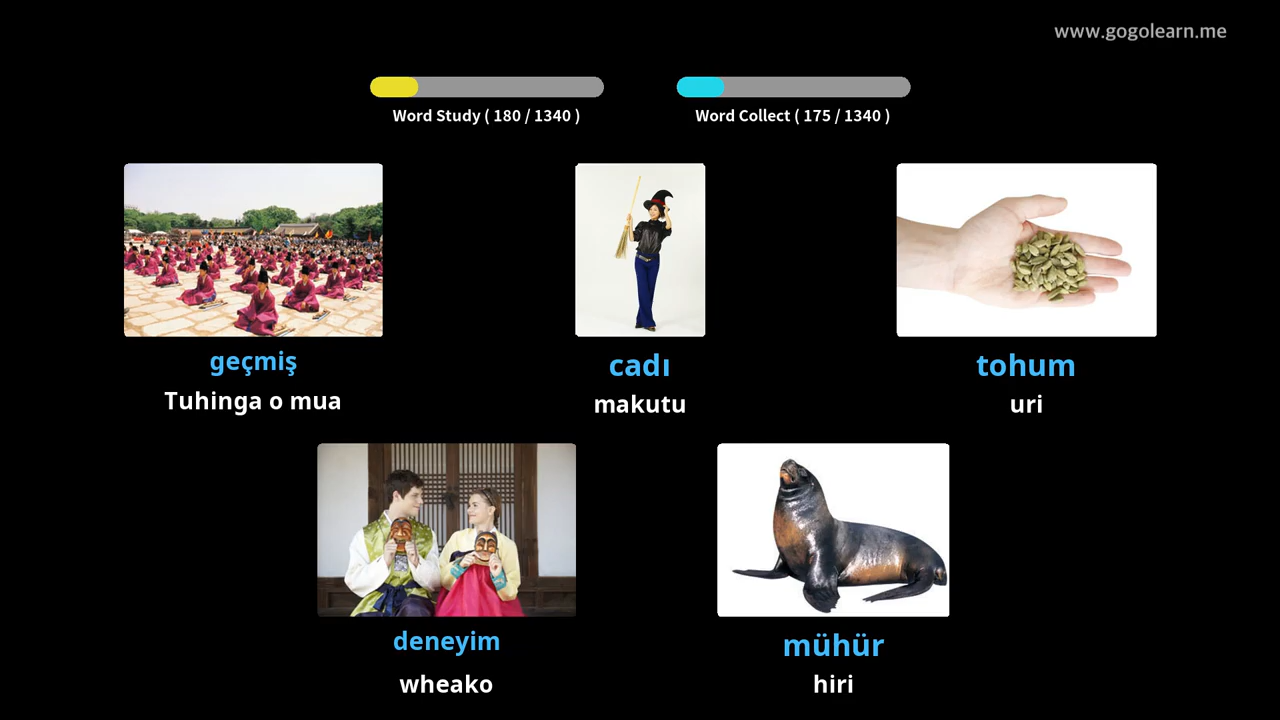 www.gogolearn.me
Word Study ( 180 / 1340 )
Word Collect ( 175 / 1340 )
geçmiş
Tuhinga o mua
cadı
makutu
tohum
uri
deneyim
wheako
mühür
hiri